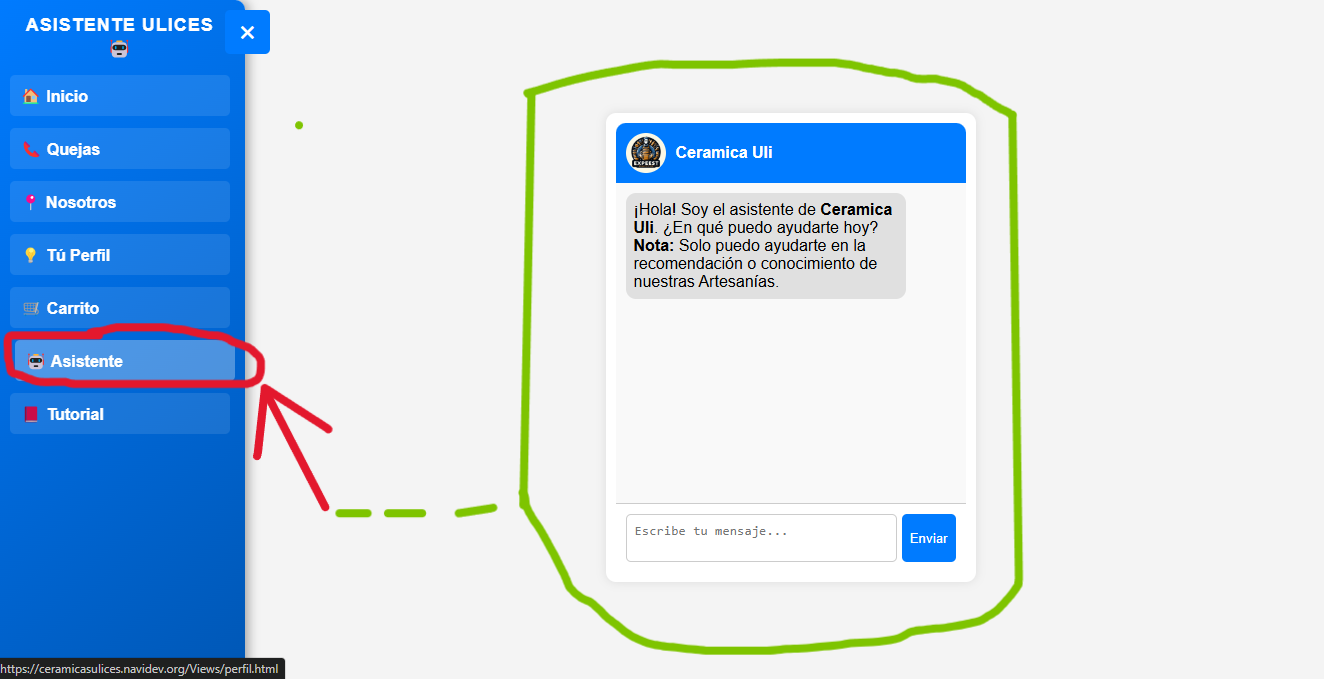 ASISTENTE ULICES
Inicio
Quejas
Nosotros
Tú Perfil
Carrito
Asistente
Tutorial
Ceramica Uli
EXPEEST
¡Hola! Soy el asistente de Ceramica
Uli. ¿En qué puedo ayudarte hoy?
Nota: Solo puedo ayudarte en la
recomendación o conocimiento de
nuestras Artesanías.
Escribe tu mensaje...
Enviar
https://ceramicasulices.navidev.org/Views/perfil.html